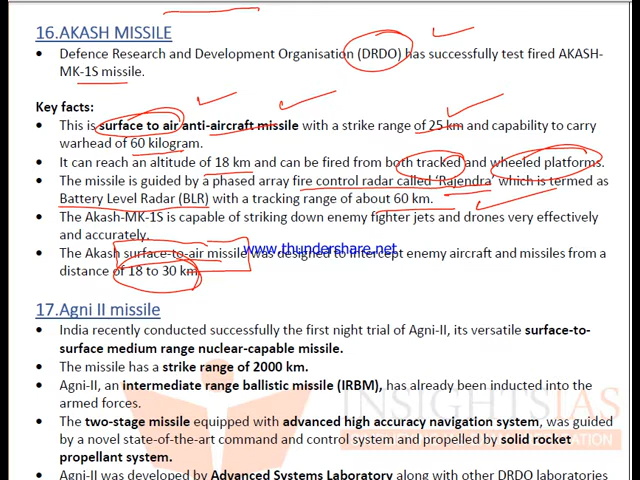 16.AKASH MISSILE
• Defence Research and Development Organisation (DRDO) has successfully test fired AKASH-
MK-1S missile.
Key facts:
• This is surface to air anti-aircraft missile with a strike range of 25 km and capability to carry
warhead of 60 kilogram.
• It can reach an altitude of 18 km and can be fired from both tracked and wheeled platforms.
• The missile is guided by a phased array fire control radar called ‘Rajendra’ which is termed as
Battery Level Radar (BLR) with a tracking range of about 60 km.
• The Akash-MK-1S is capable of striking down enemy fighter jets and drones very effectively
and accurately.
• The Akash surface-to-air missile was designed to intercept enemy aircraft and missiles from a
www.thundershare.net
distance of 18 to 30 km.
17.Agni II missile
• India recently conducted successfully the first night trial of Agni-II, its versatile surface-to-
surface medium range nuclear-capable missile.
• The missile has a strike range of 2000 km.
• Agni-II, an intermediate range ballistic missile (IRBM), has already been inducted into the
armed forces.
• The two-stage missile equipped with advanced high accuracy navigation system, was guided
by a novel state-of-the-art command and control system and propelled by solid rocket
propellant system.
• Agni-II was developed by Advanced Systems Laboratory along with other DRDO laboratories
INSIGHTSIAS